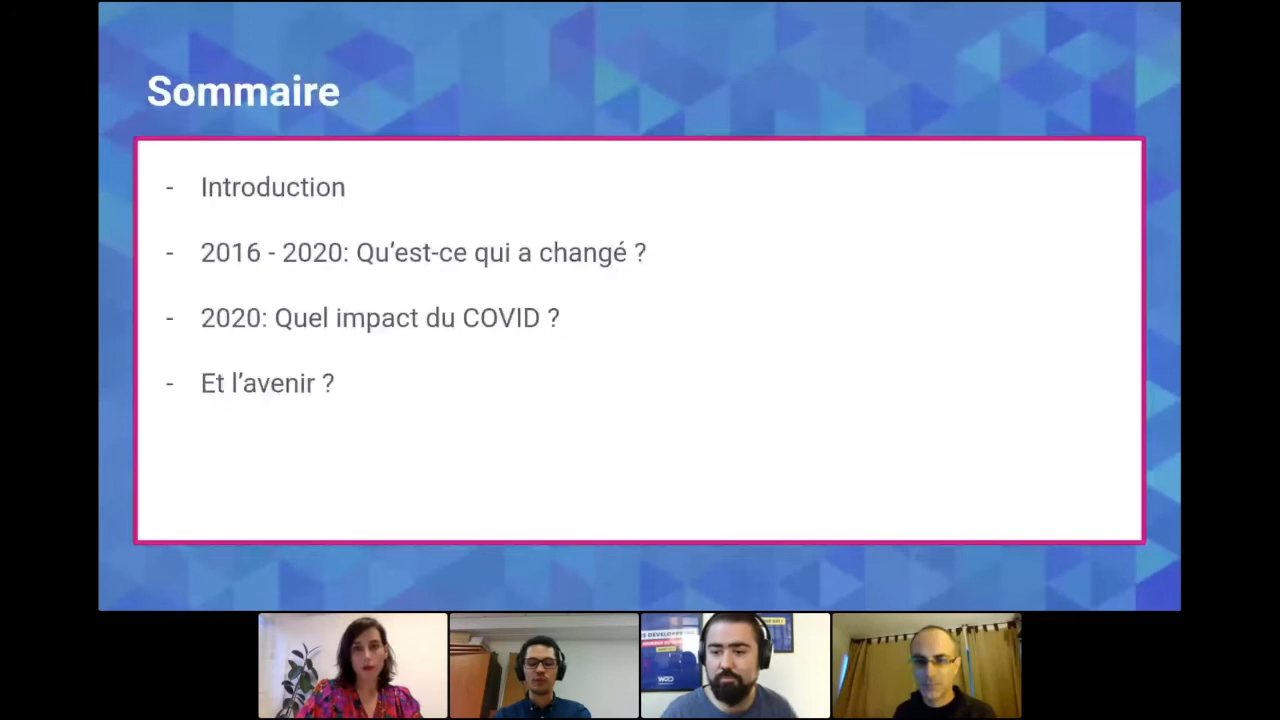 Sommaire
- Introduction
- 2016 - 2020: Qu’est-ce qui a changé ?
- 2020: Quel impact du COVID ?
- Et l’avenir ?